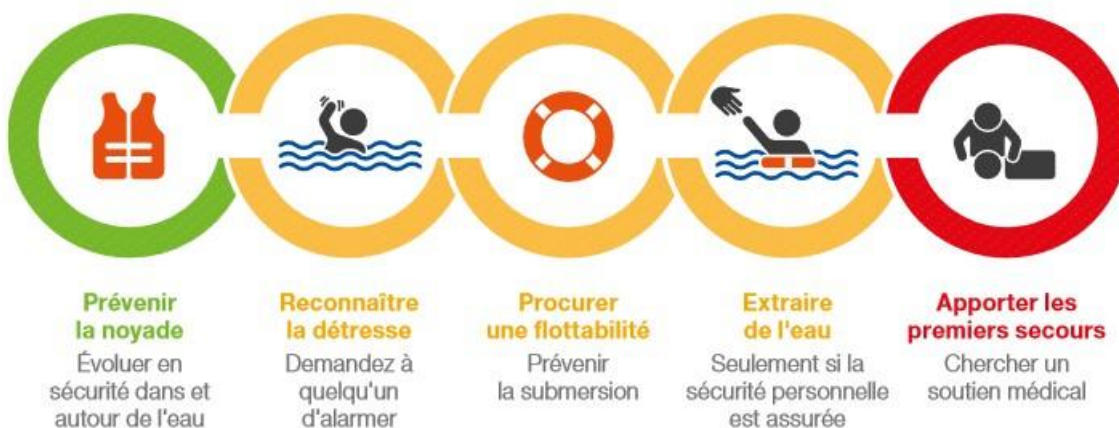 Prévenir
la noyade
Évoluer en
sécurité dans et
autour de l'eau
Reconnaître
la détresse
Demandez à
quelqu'un
d'alarmer
Procurer
une flottabilité
Prévenir
la submersion
Extraire
de l'eau
Seulement si la
sécurité personnelle
est assurée
Apporter les
premiers secours
Chercher un
soutien médical